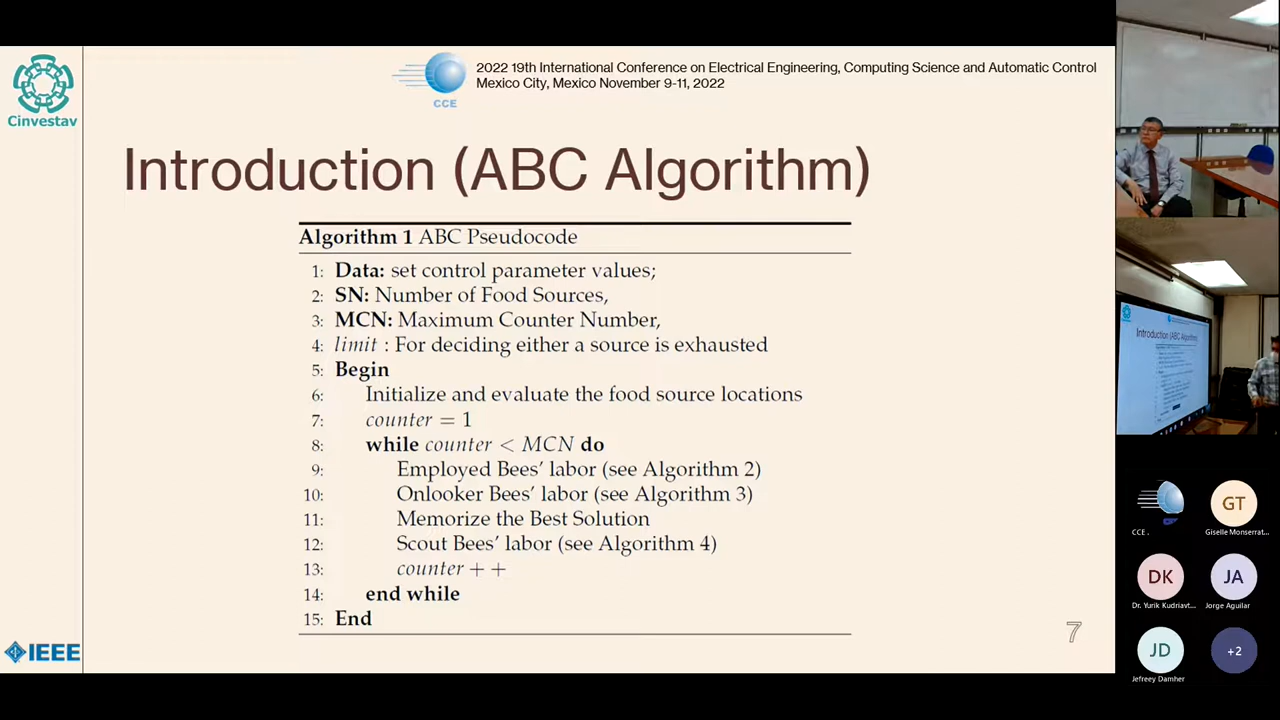 Cinvestav
CCE
2022 19th International Conference on Electrical Engineering, Computing Science and Automatic Control
Mexico City, Mexico November 9-11, 2022
Introduction (ABC Algorithm)
Algorithm 1 ABC Pseudocode
1: Data: set control parameter values;
2: SN: Number of Food Sources,
3: MCN: Maximum Counter Number,
4: limit : For deciding either a source is exhausted
5: Begin
6: Initialize and evaluate the food source locations
7: counter = 1
8: while counter < MCN do
9: Employed Bees' labor (see Algorithm 2)
10: Onlooker Bees' labor (see Algorithm 3)
11: Memorize the Best Solution
12: Scout Bees' labor (see Algorithm 4)
13: counter + +
14: end while
15: End
7
IEEE
Introduction (ABC Algorithm)
CCE .
GT
Giselle Monserrat...
DK
Dr. Yurik Kudriavt...
JA
Jorge Aguilar
JD
Jefreey Damher
+2